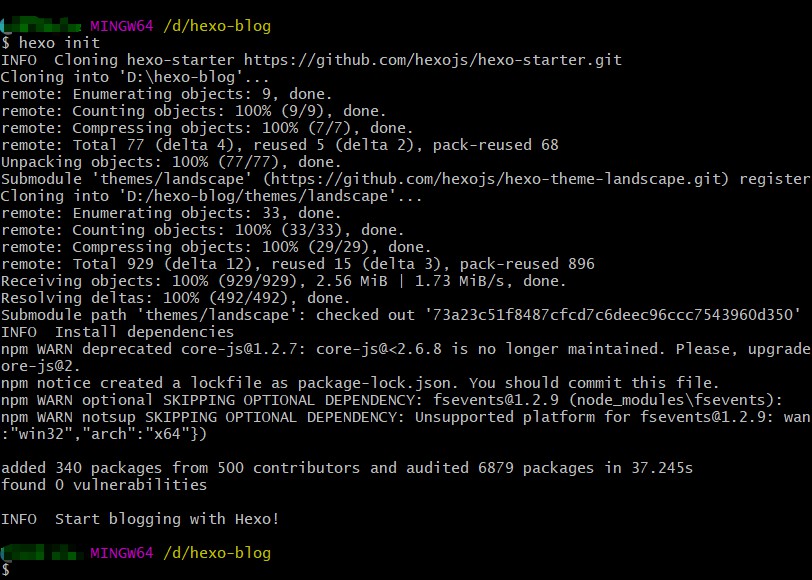 MINGW64 /d/hexo-blog
$ hexo init
INFO  Cloning hexo-starter https://github.com/hexojs/hexo-starter.git
Cloning into 'D:\hexo-blog'...
remote: Enumerating objects: 9, done.
remote: Counting objects: 100% (9/9), done.
remote: Compressing objects: 100% (7/7), done.
remote: Total 77 (delta 4), reused 5 (delta 2), pack-reused 68
Unpacking objects: 100% (77/77), done.
Submodule 'themes/landscape' (https://github.com/hexojs/hexo-theme-landscape.git) register
Cloning into 'D:/hexo-blog/themes/landscape'...
remote: Enumerating objects: 33, done.
remote: Counting objects: 100% (33/33), done.
remote: Compressing objects: 100% (29/29), done.
remote: Total 929 (delta 12), reused 15 (delta 3), pack-reused 896
Receiving objects: 100% (929/929), 2.56 MiB | 1.73 MiB/s, done.
Resolving deltas: 100% (492/492), done.
Submodule path 'themes/landscape': checked out '73a23c51f8487cfcd7c6deec96ccc7543960d350'
INFO  Install dependencies
npm WARN deprecated core-js@1.2.7: core-js@<2.6.8 is no longer maintained. Please, upgrade
ore-js@2.
npm notice created a lockfile as package-lock.json. You should commit this file.
npm WARN optional SKIPPING OPTIONAL DEPENDENCY: fsevents@1.2.9 (node_modules\fsevents):
npm WARN notsup SKIPPING OPTIONAL DEPENDENCY: Unsupported platform for fsevents@1.2.9: wan
:"win32","arch":"x64"})
added 340 packages from 500 contributors and audited 6879 packages in 37.245s
found 0 vulnerabilities
INFO  Start blogging with Hexo!
MINGW64 /d/hexo-blog
$